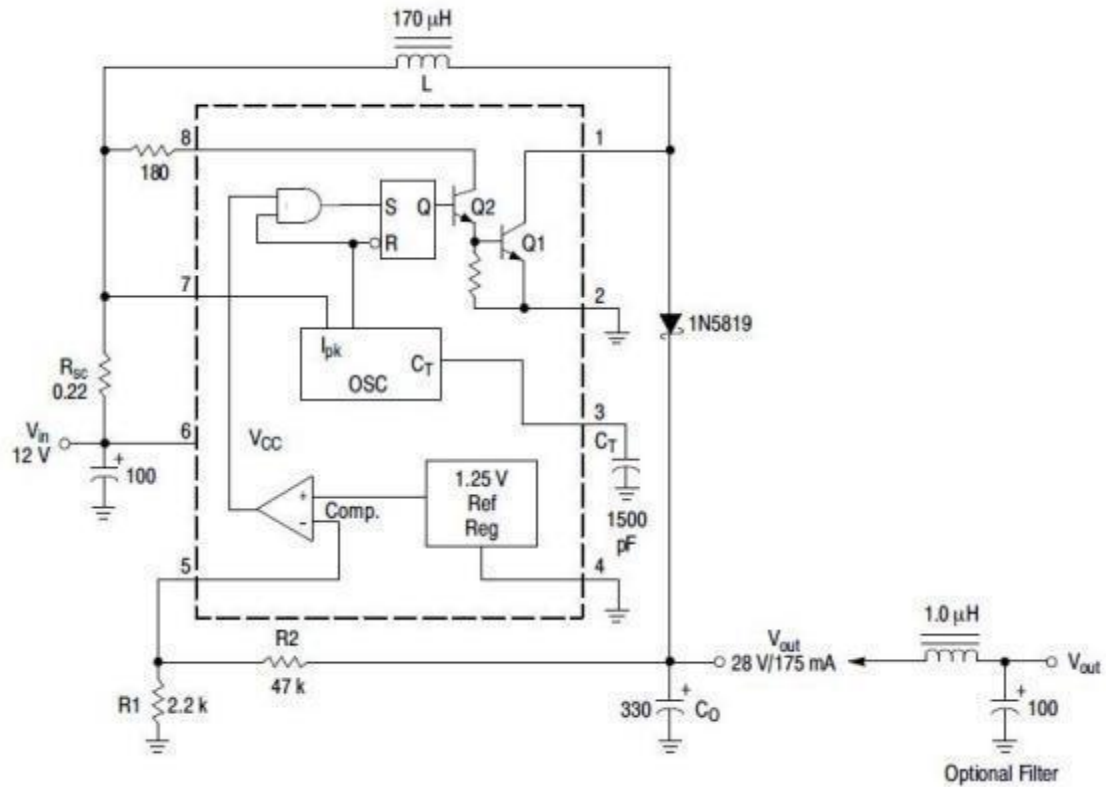 170 μH
L
8
1
180
S Q
Q2
R
Q1
7
2
1N5819
Ipk
CT
OSC
Rsc
0.22
3
Vin
12 V
6
VCC
CT
100
+
1.25 V
Ref
Reg
+
Comp.
-
1500
pF
5
4
1.0 μH
R2
Vout
28 V/175 mA
Vout
47 k
R1
2.2 k
330
+
CO
+
100
Optional Filter